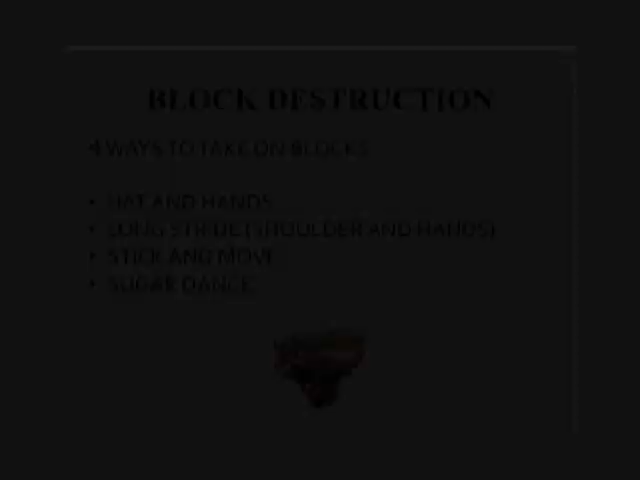 BLOCK DESTRUCTION
4 WAYS TO TAKE ON BLOCKS
• HAT AND HANDS
• LONG STRIDE (SHOULDER AND HANDS)
• STICK AND MOVE
• SUGAR DANCE